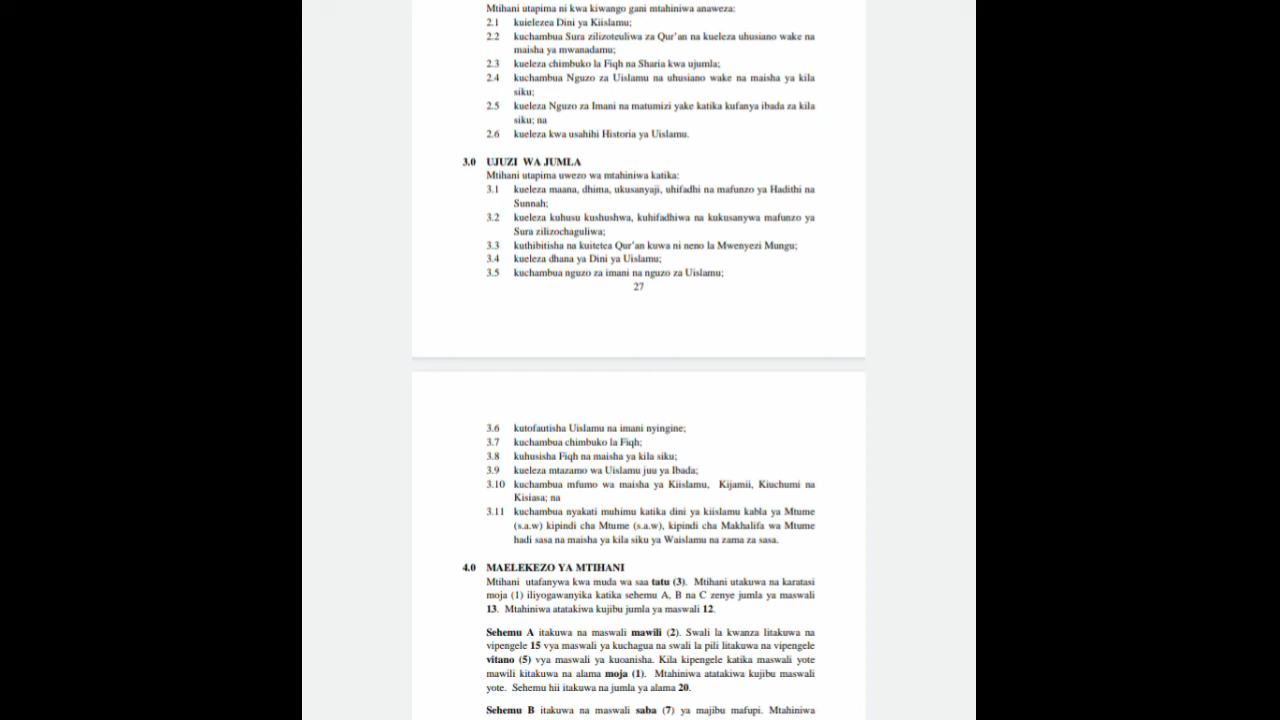 Mtihani utapima ni kwa kiwango gani mtahiniwa anaweza:
2.1 kuielezea Dini ya Kiislamu;
2.2 kuchambua Sura zilizoteuliwa za Qur'an na kueleza uhusiano wake na
maisha ya mwanadamu;
2.3 kueleza chimbuko la Fiqh na Sharia kwa ujumla;
2.4 kuchambua Nguzo za Uislamu na uhusiano wake na maisha ya kila
siku;
2.5 kueleza Nguzo za Imani na matumizi yake katika kufanya ibada za kila
siku; na
2.6 kueleza kwa usahihi Historia ya Uislamu.
3.0 UJUZI WA JUMLA
Mtihani utapima uwezo wa mtahiniwa katika:
3.1 kueleza maana, dhima, ukusanyaji, uhifadhi na mafunzo ya Hadithi na
Sunnah;
3.2 kueleza kuhusu kushushwa, kuhifadhiwa na kukusanywa mafunzo ya
Sura zilizochaguliwa;
3.3 kuthibitisha na kuitetea Qur'an kuwa ni neno la Mwenyezi Mungu;
3.4 kueleza dhana ya Dini ya Uislamu;
3.5 kuchambua nguzo za imani na nguzo za Uislamu;
27
3.6 kutofautisha Uislamu na imani nyingine;
3.7 kuchambua chimbuko la Fiqh;
3.8 kuhusisha Fiqh na maisha ya kila siku;
3.9 kueleza mtazamo wa Uislamu juu ya Ibada;
3.10 kuchambua mfumo wa maisha ya Kiislamu, Kijamii, Kiuchumi na
Kisiasa; na
3.11 kuchambua nyakati muhimu katika dini ya kiislamu kabla ya Mtume
(s.a.w) kipindi cha Mtume (s.a.w), kipindi cha Makhalifa wa Mtume
hadi sasa na maisha ya kila siku ya Waislamu na zama za sasa.
4.0 MAELEKEZO YA MTIHANI
Mtihani utafanywa kwa muda wa saa tatu (3). Mtihani utakuwa na karatasi
moja (1) iliyogawanyika katika sehemu A, B na C zenye jumla ya maswali
13. Mtahiniwa atatakiwa kujibu jumla ya maswali 12.
Sehemu A itakuwa na maswali mawili (2). Swali la kwanza litakuwa na
vipengele 15 vya maswali ya kuchagua na swali la pili litakuwa na vipengele
vitano (5) vya maswali ya kuoanisha. Kila kipengele katika maswali yote
mawili kitakuwa na alama moja (1). Mtahiniwa atatakiwa kujibu maswali
yote. Sehemu hii itakuwa na jumla ya alama 20.
Sehemu B itakuwa na maswali saba (7) ya majibu mafupi. Mtahiniwa